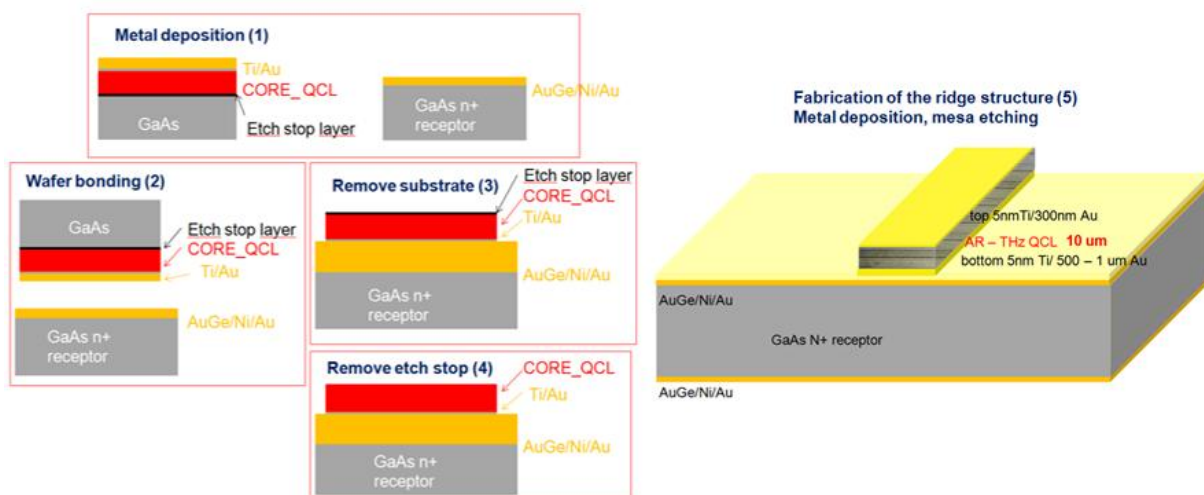 Metal deposition (1)
Ti/Au
CORE_QCL
GaAs
Etch stop layer
AuGe/Ni/Au
GaAs n+
receptor
Wafer bonding (2)
GaAs
Etch stop layer
CORE_QCL
Ti/Au
AuGe/Ni/Au
GaAs n+
receptor
Remove substrate (3)
Etch stop layer
CORE_QCL
Ti/Au
AuGe/Ni/Au
GaAs n+
receptor
Remove etch stop (4)
CORE_QCL
Ti/Au
AuGe/Ni/Au
GaAs n+
receptor
Fabrication of the ridge structure (5)
Metal deposition, mesa etching
top 5nmTi/300nm Au
AR – THz QCL 10 um
bottom 5nm Ti/ 500 – 1 um Au
AuGe/Ni/Au
GaAs N+ receptor
AuGe/Ni/Au